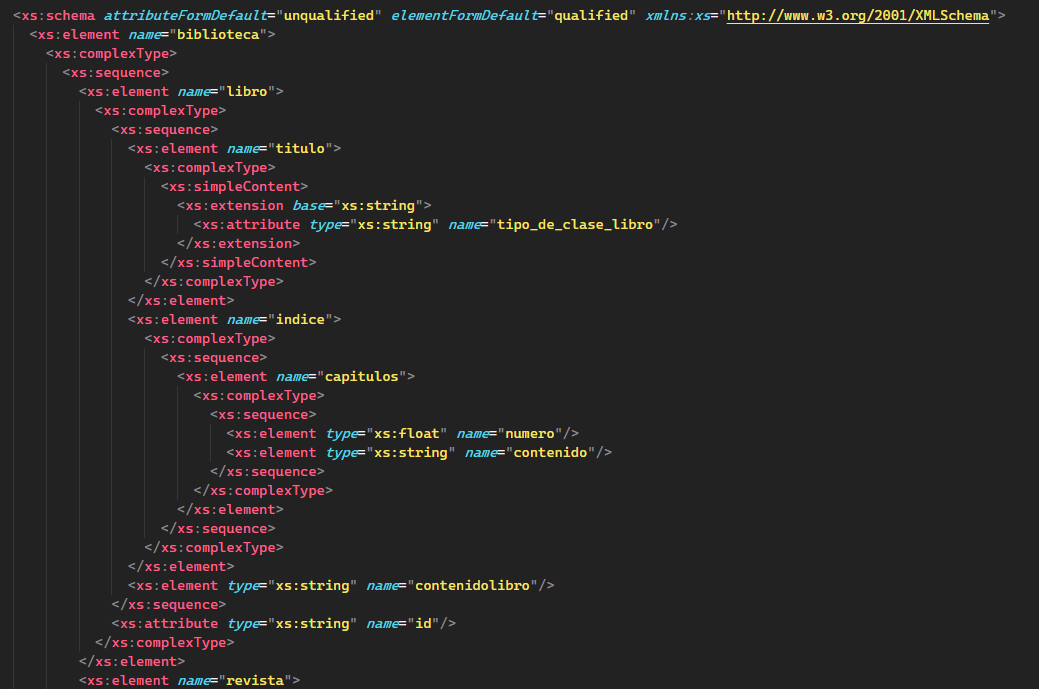 <xs:schema attributeFormDefault="unqualified" elementFormDefault="qualified" xmlns:xs="http://www.w3.org/2001/XMLSchema">
<xs:element name="biblioteca">
<xs:complexType>
<xs:sequence>
<xs:element name="libro">
<xs:complexType>
<xs:sequence>
<xs:element name="titulo">
<xs:complexType>
<xs:simpleContent>
<xs:extension base="xs:string">
<xs:attribute type="xs:string" name="tipo_de_clase_libro"/>
</xs:extension>
</xs:simpleContent>
</xs:complexType>
</xs:element>
<xs:element name="indice">
<xs:complexType>
<xs:sequence>
<xs:element name="capitulos">
<xs:complexType>
<xs:sequence>
<xs:element type="xs:float" name="numero"/>
<xs:element type="xs:string" name="contenido"/>
</xs:sequence>
</xs:complexType>
</xs:element>
</xs:sequence>
</xs:complexType>
</xs:element>
<xs:element type="xs:string" name="contenidolibro"/>
</xs:sequence>
<xs:attribute type="xs:string" name="id"/>
</xs:complexType>
</xs:element>
<xs:element name="revista">